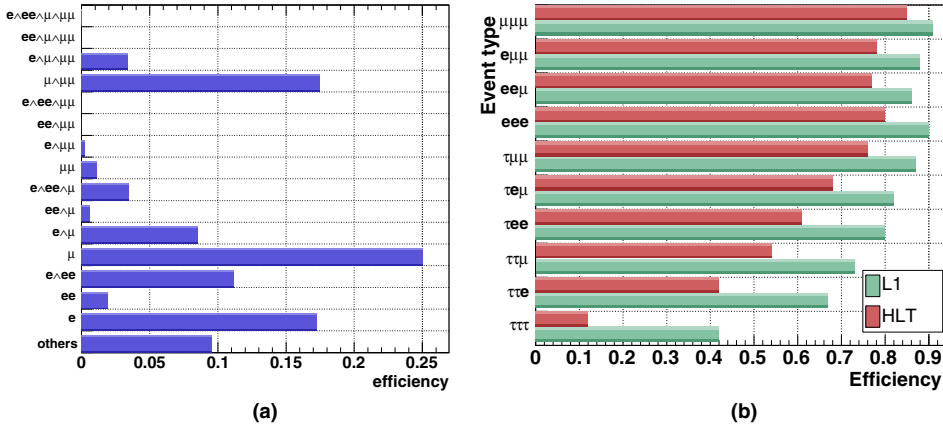 e∧ee∧μ∧μμ
ee∧μ∧μμ
e∧μ∧μμ
μ∧μμ
e∧ee∧μμ
ee∧μμ
e∧μμ
μμ
e∧ee∧μ
ee∧μ
e∧μ
μ
e∧ee
ee
e
others
0 0.05 0.1 0.15 0.2 0.25
efficiency
(a)
Event type
μμμ
eμμ
eeμ
eee
τμμ
τeμ
τee
ττμ
ττe
τττ
L1
HLT
0 0.1 0.2 0.3 0.4 0.5 0.6 0.7 0.8 0.9
Efficiency
(b)